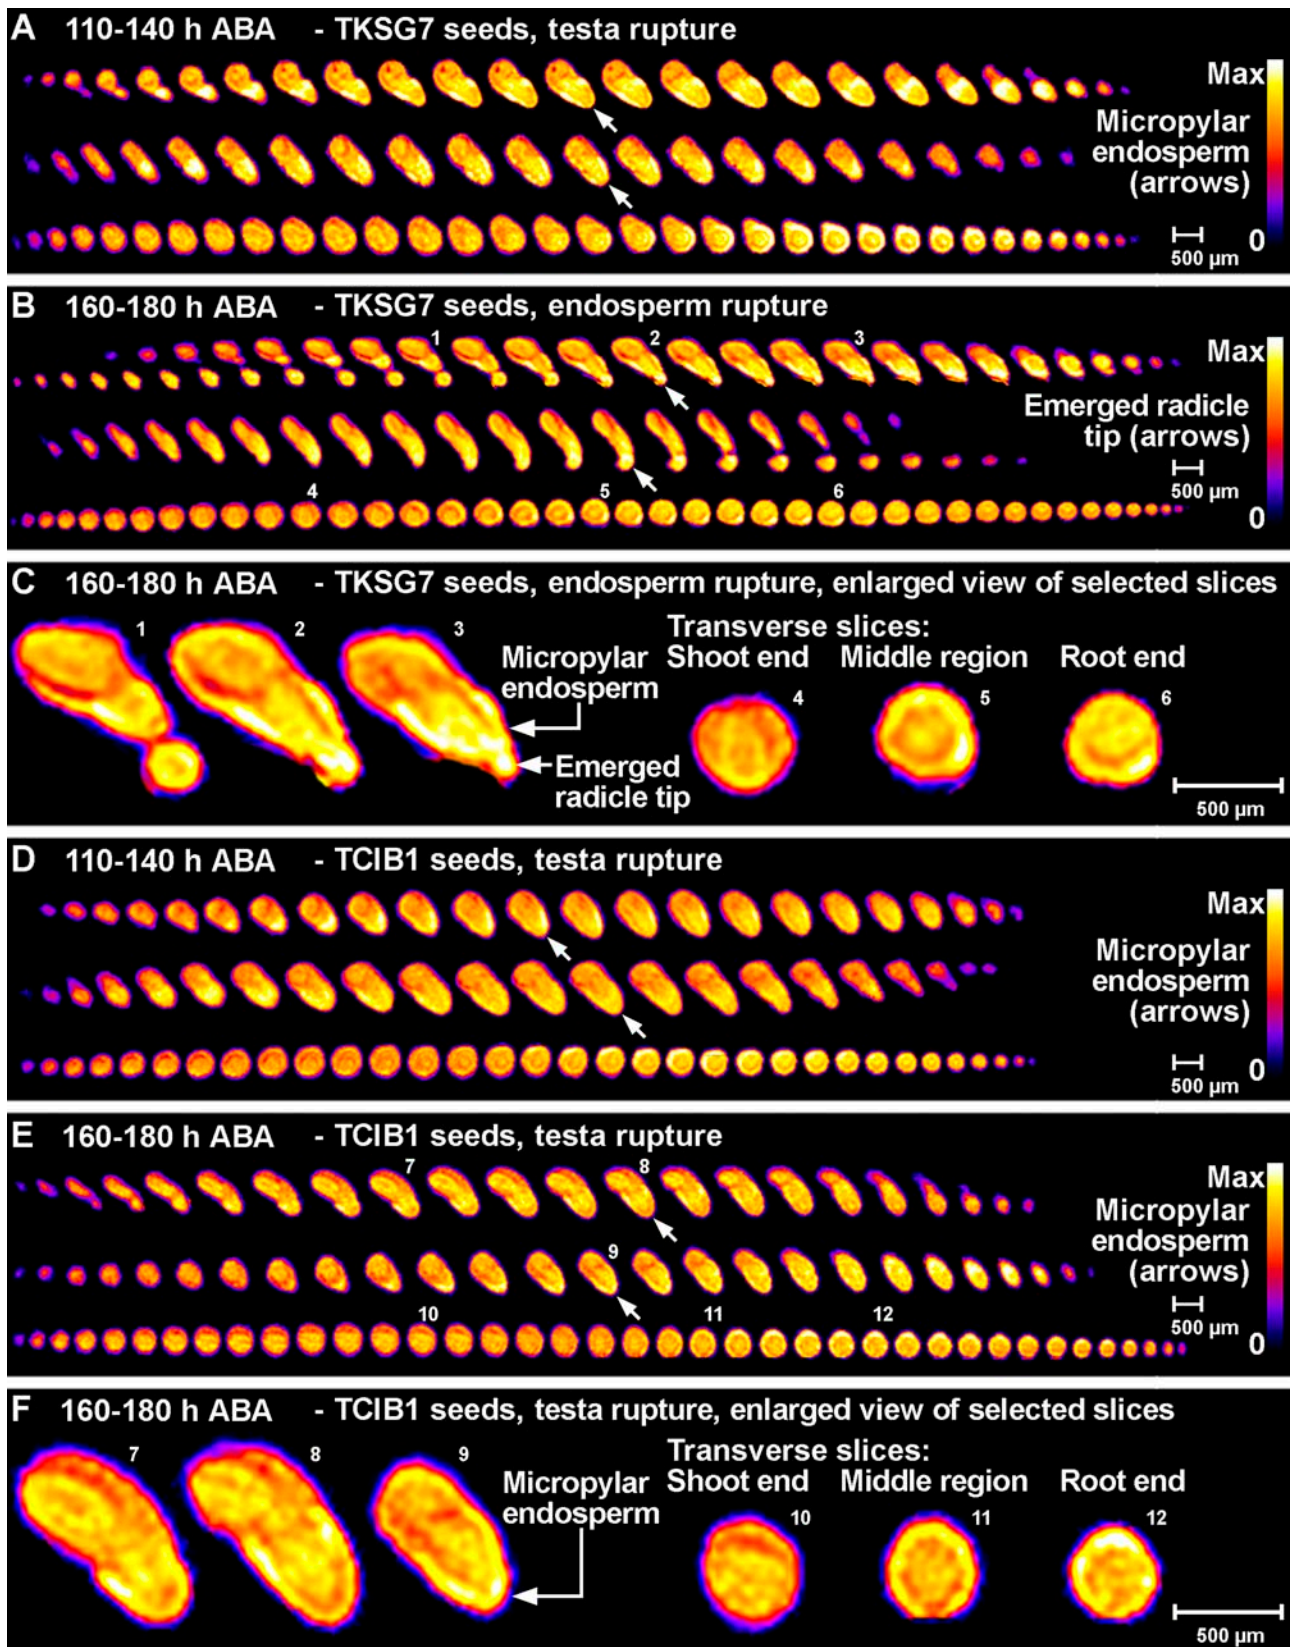 A 110-140 h ABA - TKSG7 seeds, testa rupture
Max
Micropylar
endosperm
(arrows)
0
500 µm
B 160-180 h ABA - TKSG7 seeds, endosperm rupture
1 2 3
Max
Emerged radicle
tip (arrows)
500 µm
4 5 6
0
C 160-180 h ABA - TKSG7 seeds, endosperm rupture, enlarged view of selected slices
1 2 3
Transverse slices:
Micropylar
endosperm
Shoot end Middle region Root end
4 5 6
Emerged
radicle tip
500 µm
D 110-140 h ABA - TCIB1 seeds, testa rupture
Max
Micropylar
endosperm
(arrows)
0
500 µm
E 160-180 h ABA - TCIB1 seeds, testa rupture
7 8
Max
Micropylar
endosperm
(arrows)
9
500 µm
10 11 12
0
F 160-180 h ABA - TCIB1 seeds, testa rupture, enlarged view of selected slices
7 8 9
Transverse slices:
Micropylar
endosperm
Shoot end Middle region Root end
10 11 12
500 µm